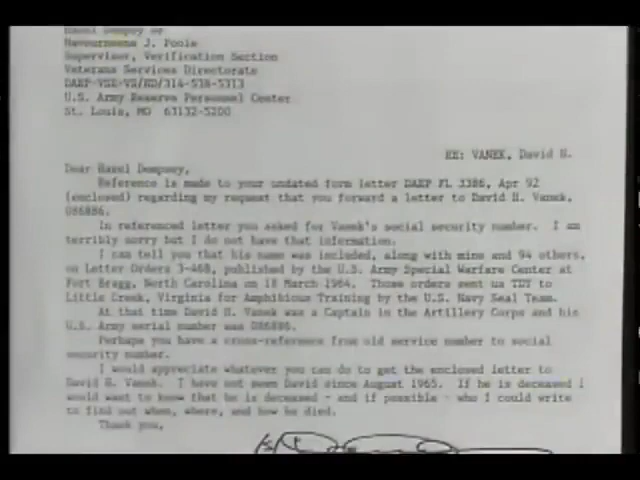 Hazel Dempsey or
J. Poole
Supervisor, Verification Section
Veterans Services Directorate
U.S. Army Reserve Personnel Center
St. Louis, MO 63132-5200
RE: VANEK, David H.
Dear Hazel Dempsey,
Reference is made to your undated form letter DAEP FL 3386, Apr 92
(enclosed) regarding my request that you forward a letter to David H. Vanek,
086886.
In referenced letter you asked for Vanek's social security number. I am
terribly sorry but I do not have that information.
I can tell you that his name was included, along with mine and 94 others,
on Letter Orders 3-468, published by the U.S. Army Special Warfare Center at
Fort Bragg, North Carolina on 18 March 1964. Those orders sent us TDY to
Little Creek, Virginia for Amphibious Training by the U.S. Navy Seal Team.
At that time David H. Vanek was a Captain in the Artillery Corps and his
U.S. Army serial number was 086886.
Perhaps you have a cross-reference from old service number to social
security number.
I would appreciate whatever you can do to get the enclosed letter to
David H. Vanek. I have not seen David since August 1965. If he is deceased I
would want to know that he is deceased - and if possible - who I could write
to find out when, where, and how he died.
Thank you,